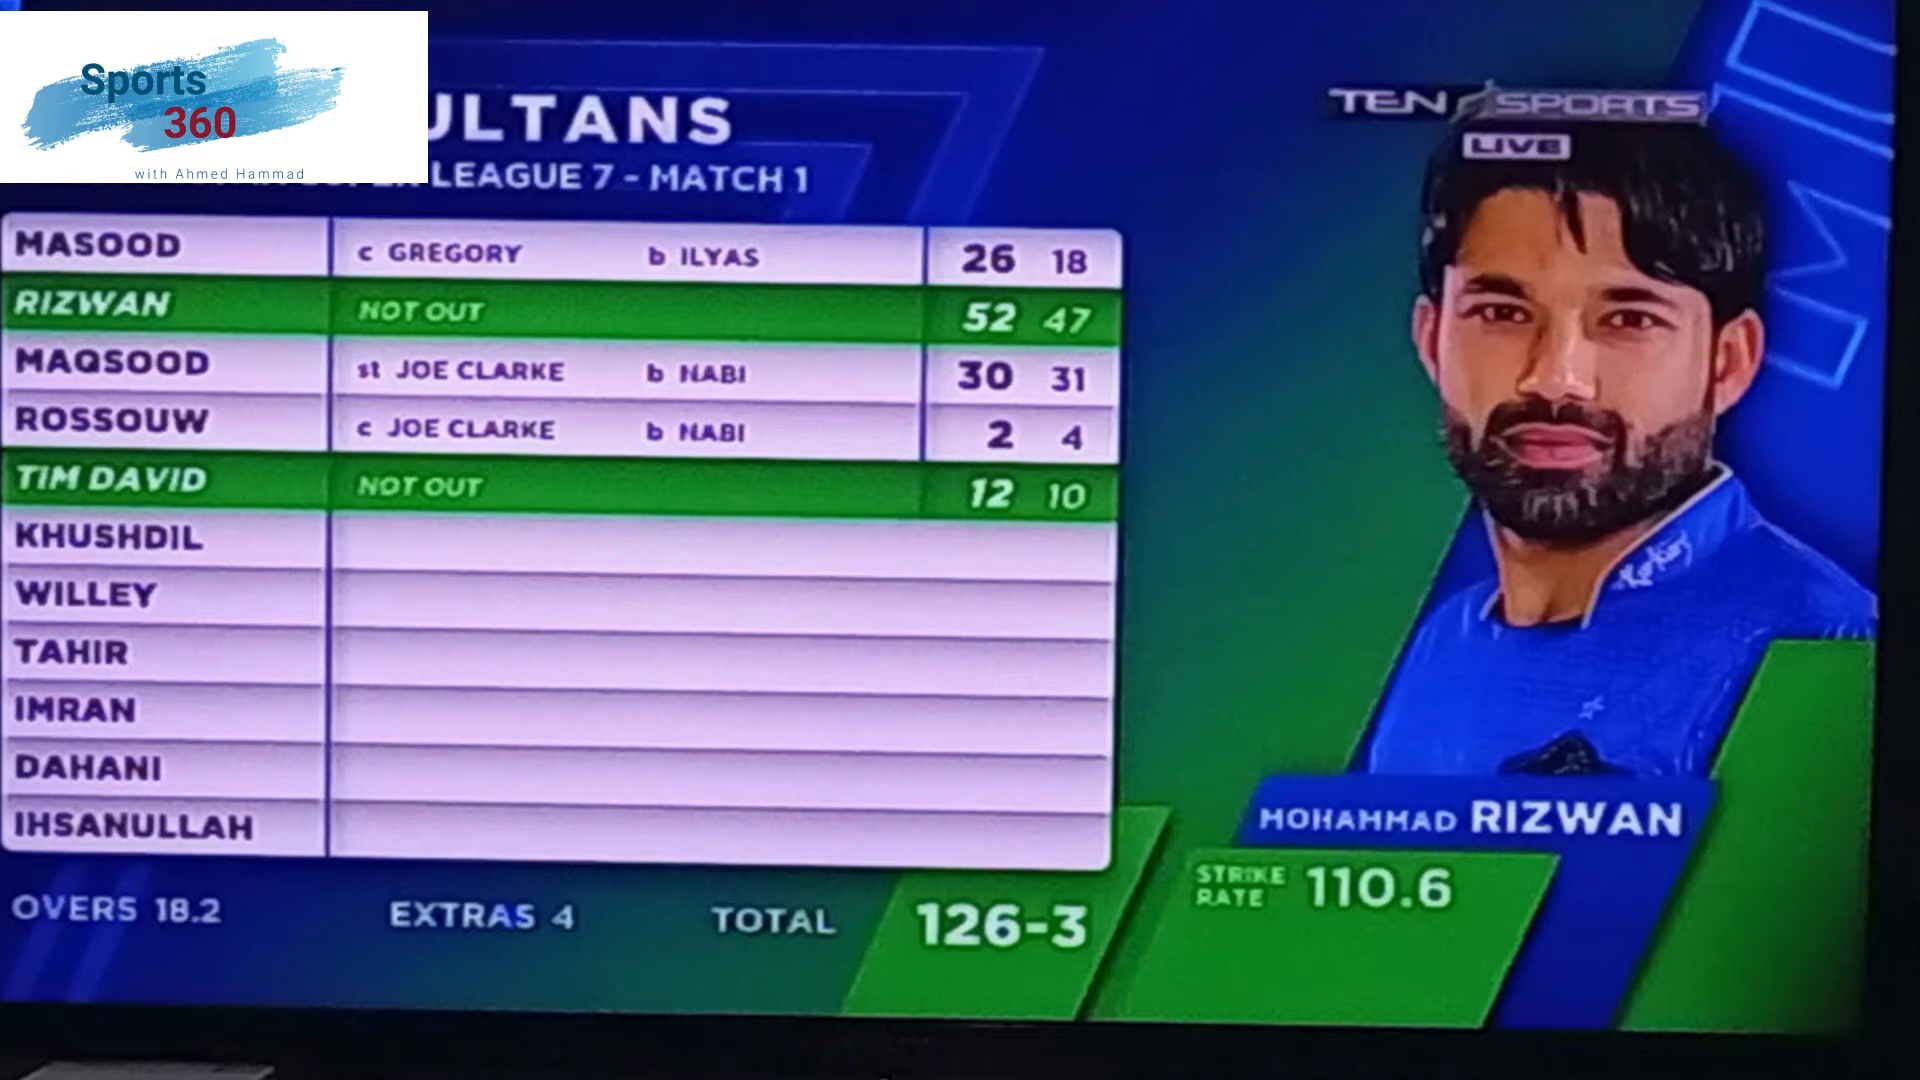 Sports
360
with Ahmed Hammad
ULTANS
LEAGUE 7 - MATCH 1
TEN SPORTS
LIVE
MASOOD c GREGORY b ILYAS 26 18
RIZWAN NOT OUT 52 47
MAQSOOD st JOE CLARKE b NABI 30 31
ROSSOUW c JOE CLARKE b NABI 2 4
TIM DAVID NOT OUT 12 10
KHUSHDIL
WILLEY
TAHIR
IMRAN
DAHANI
IHSANULLAH
OVERS 18.2 EXTRAS 4 TOTAL 126-3
MOHAMMAD RIZWAN
STRIKE RATE 110.6